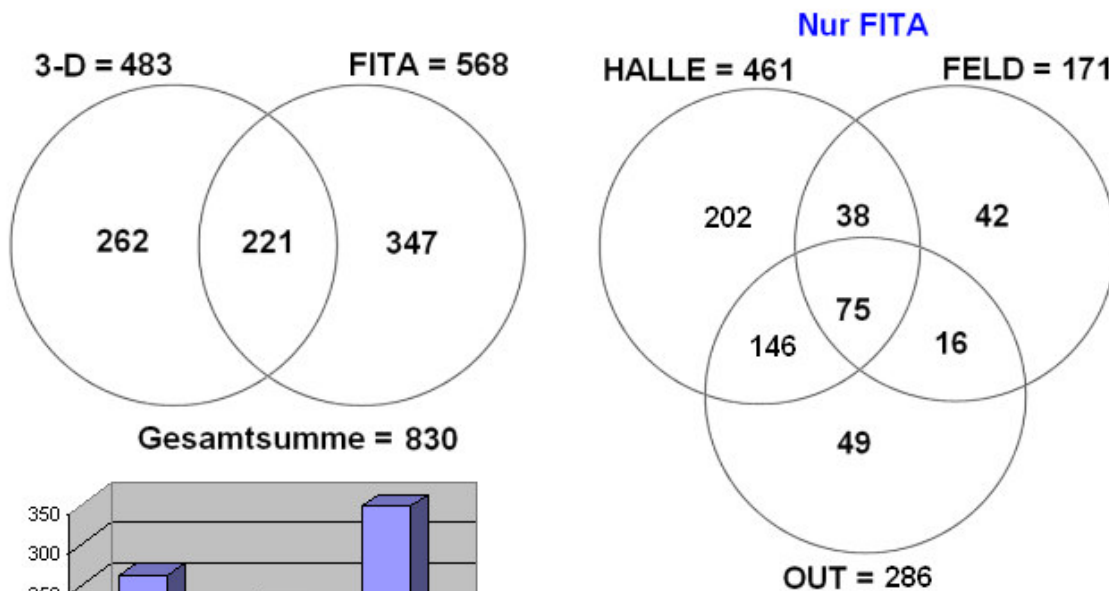 Nur FITA
3-D = 483
FITA = 568
HALLE = 461
FELD = 171
262
221
347
202
38
42
75
146
16
49
Gesamtsumme = 830
OUT = 286
350
300